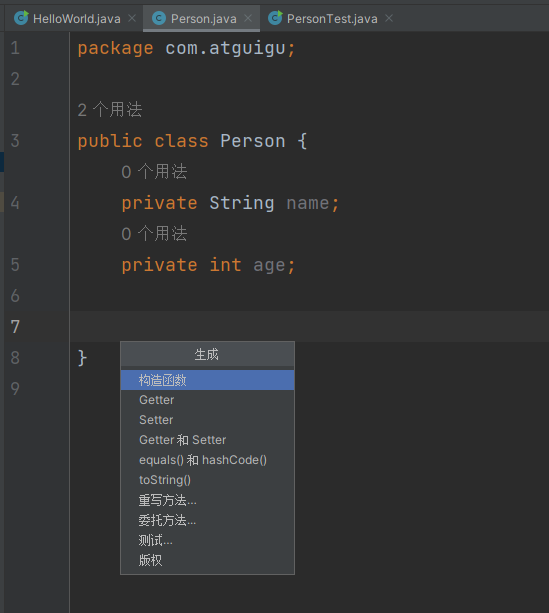 HelloWorld.java Person.java PersonTest.java
1 package com.atguigu;
2
2 个用法
3 public class Person {
0 个用法
4 private String name;
0 个用法
5 private int age;
6
7
8 }
9
生成
构造函数
Getter
Setter
Getter 和 Setter
equals() 和 hashCode()
toString()
重写方法...
委托方法...
测试...
版权